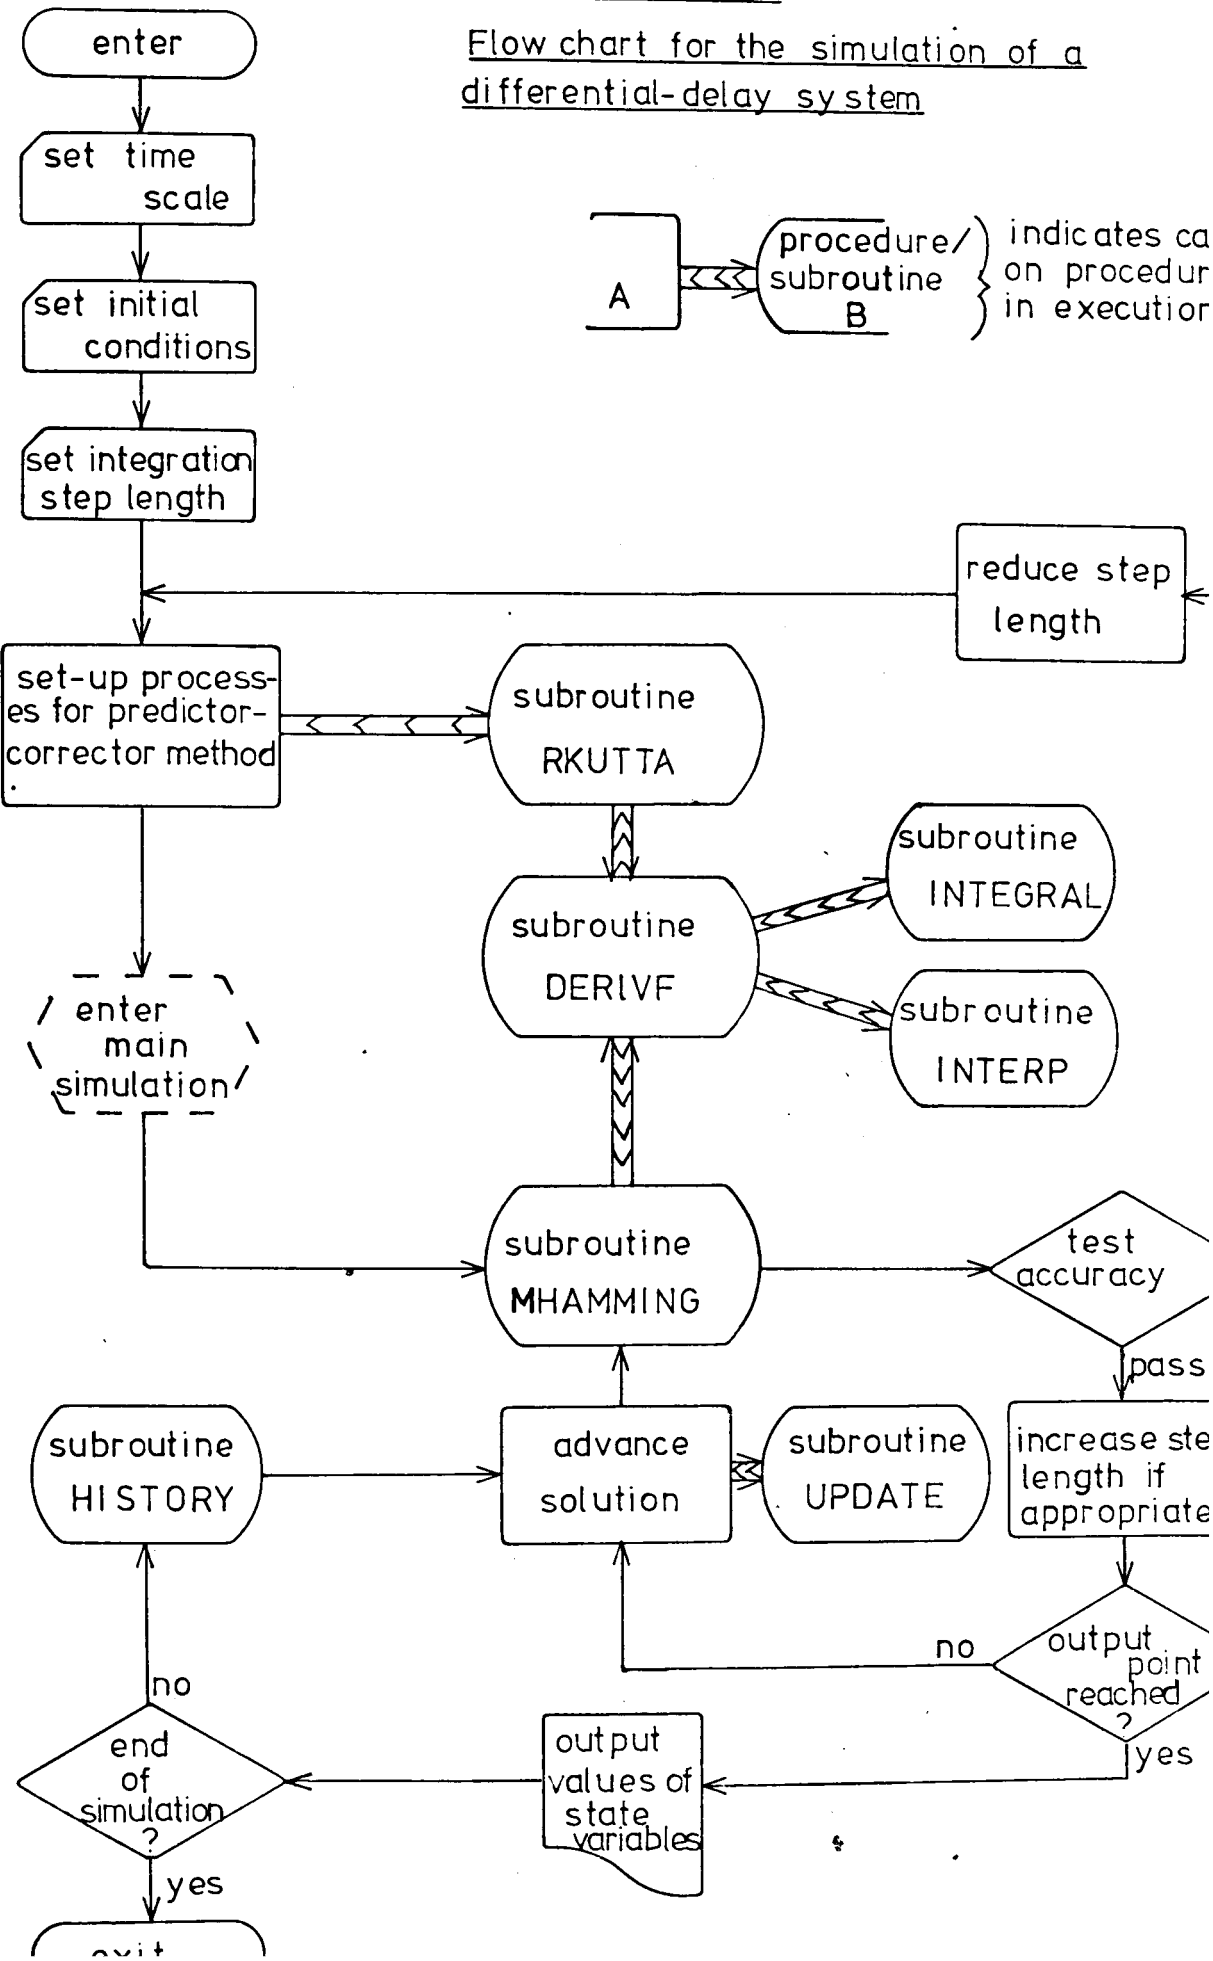 enter
Flow chart for the simulation of a
differential-delay system
set time
scale
set initial
conditions
set integration
step length
A
procedure/
subroutine
B
indicates ca
on procedur
in execution
reduce step
length
set-up process-
es for predictor-
corrector method
subroutine
RKUTTA
subroutine
INTEGRAL
subroutine
DERIVF
subroutine
INTERP
enter
main
simulation
subroutine
MHAMMING
test
accuracy
pass
subroutine
HISTORY
advance
solution
subroutine
UPDATE
increase ste
length if
appropriate
no
output
point
reached
?
yes
no
end
of
simulation
?
output
values of
state
variables
yes
exit